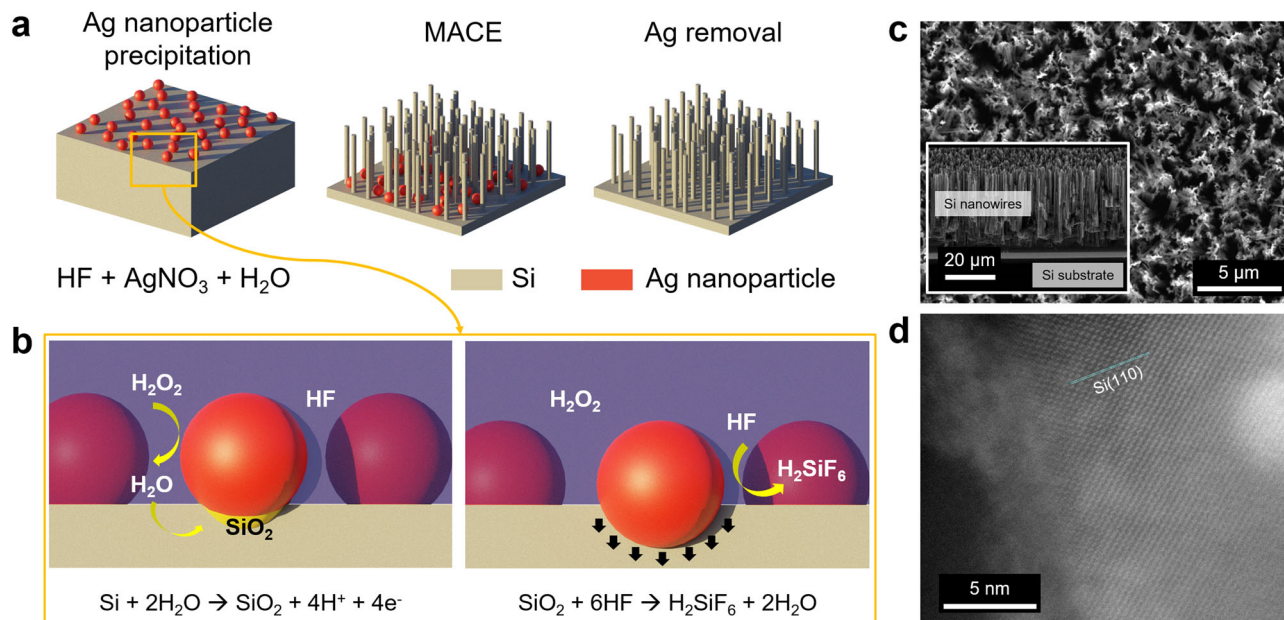 a
Ag nanoparticle
precipitation
MACE
Ag removal
HF + AgNO₃ + H₂O
Si
Ag nanoparticle
b
H₂O₂
HF
H₂O
SiO₂
Si + 2H₂O → SiO₂ + 4H⁺ + 4e⁻
H₂O₂
HF
H₂SiF₆
SiO₂ + 6HF → H₂SiF₆ + 2H₂O
c
Si nanowires
20 µm
Si substrate
5 µm
d
Si(110)
5 nm